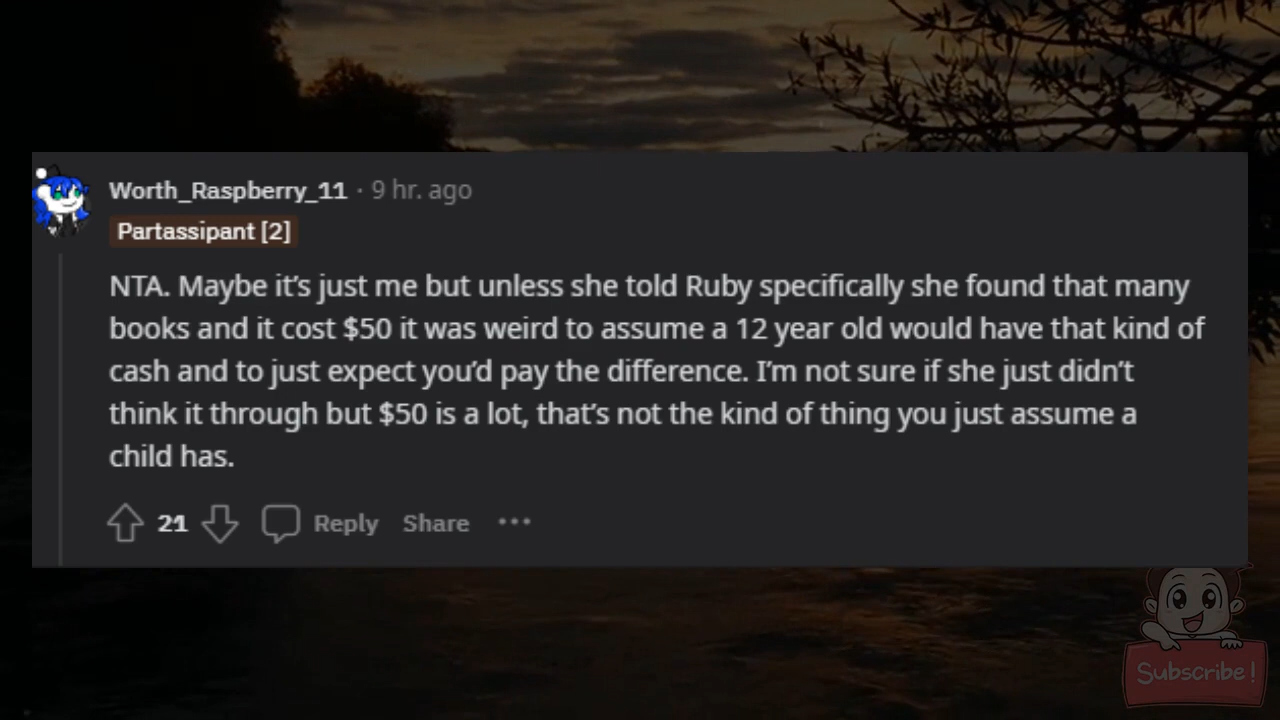 Worth_Raspberry_11 · 9 hr. ago
Partassipant [2]
NTA. Maybe it's just me but unless she told Ruby specifically she found that many
books and it cost $50 it was weird to assume a 12 year old would have that kind of
cash and to just expect you'd pay the difference. I'm not sure if she just didn't
think it through but $50 is a lot, that's not the kind of thing you just assume a
child has.
21 Reply Share ···
Subscribe!